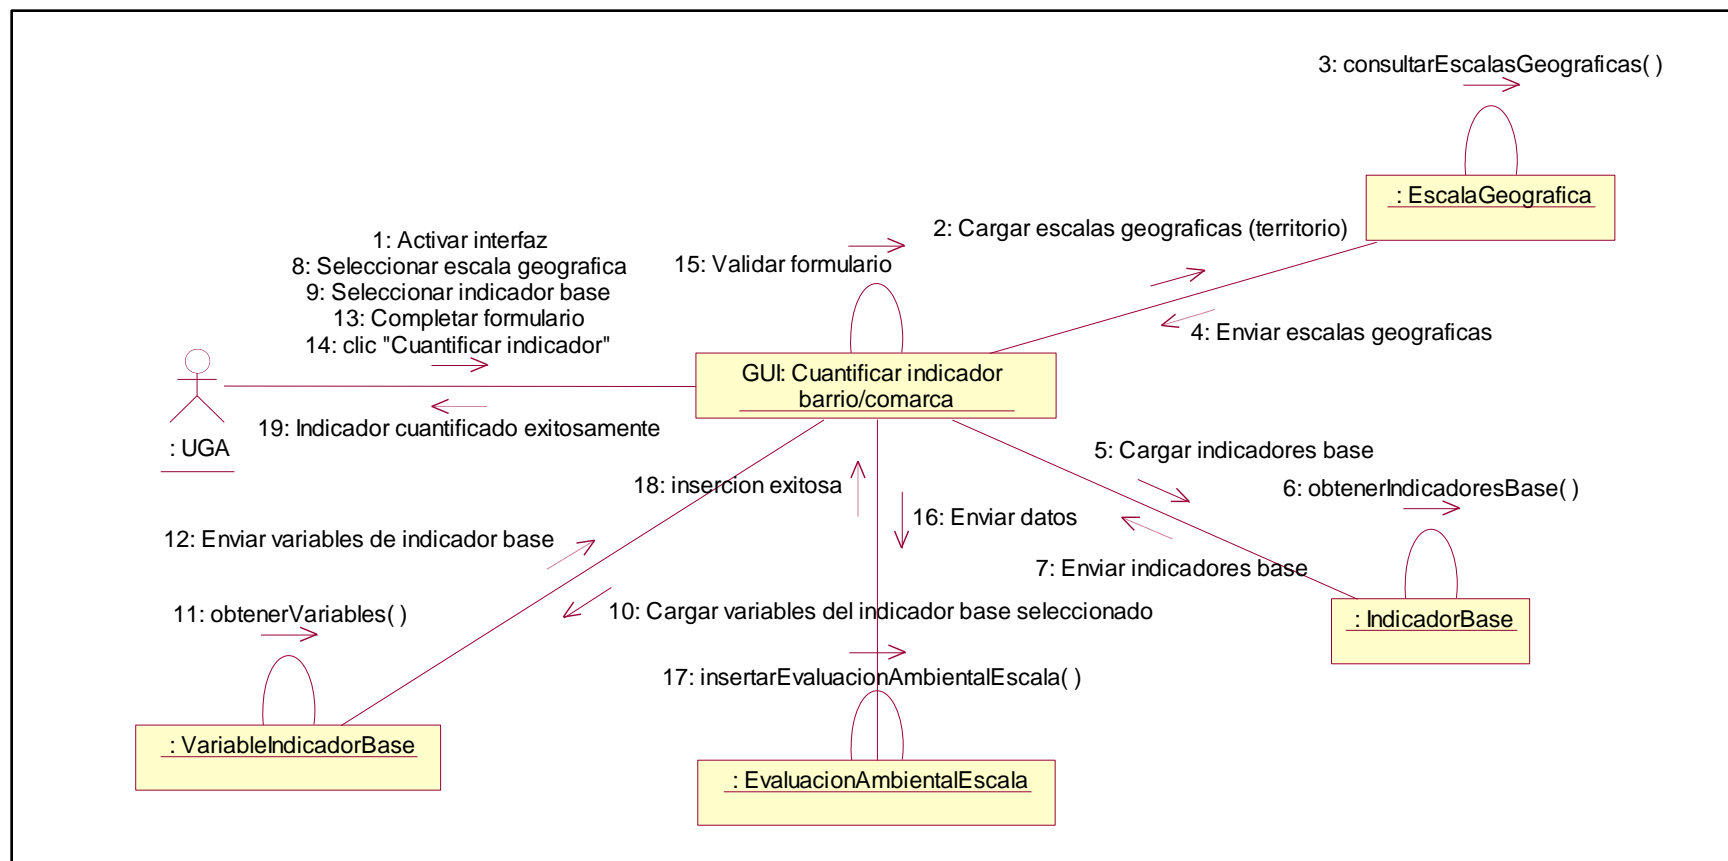 3: consultarEscalasGeograficas( )
: EscalaGeografica
2: Cargar escalas geograficas (territorio)
1: Activar interfaz
8: Seleccionar escala geografica
9: Seleccionar indicador base
13: Completar formulario
14: clic "Cuantificar indicador"
15: Validar formulario
4: Enviar escalas geograficas
GUI: Cuantificar indicador
barrio/comarca
19: Indicador cuantificado exitosamente
: UGA
5: Cargar indicadores base
18: insercion exitosa
6: obtenerIndicadoresBase( )
16: Enviar datos
12: Enviar variables de indicador base
7: Enviar indicadores base
11: obtenerVariables( )
10: Cargar variables del indicador base seleccionado
: IndicadorBase
17: insertarEvaluacionAmbientalEscala( )
: VariableIndicadorBase
: EvaluacionAmbientalEscala